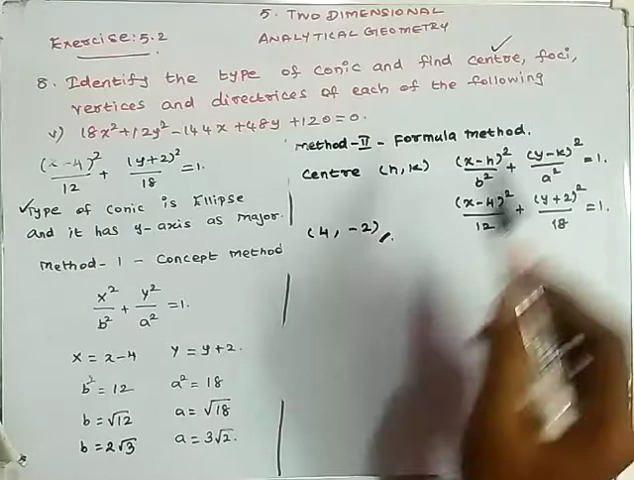 5. TWO DIMENSIONAL
ANALYTICAL GEOMETRY
Exercise:5.2
8. Identify the type of conic and find centre, foci,
vertices and directrices of each of the following
v) 18x²+12y²-144x+48y+120=0.
(x-4)²/12 + (y+2)²/18 = 1.
Type of conic is Ellipse
and it has y-axis as major.
Method-1 - Concept method
x²/b² + y²/a² = 1.
X = x-4 Y = y+2.
b² = 12 a² = 18
b = √12 a = √18
b = 2√3 a = 3√2.
Method-II - Formula method.
Centre (h,k) (x-h)²/b² + (y-k)²/a² = 1.
(x-4)²/12 + (y+2)²/18 = 1.
(4, -2)